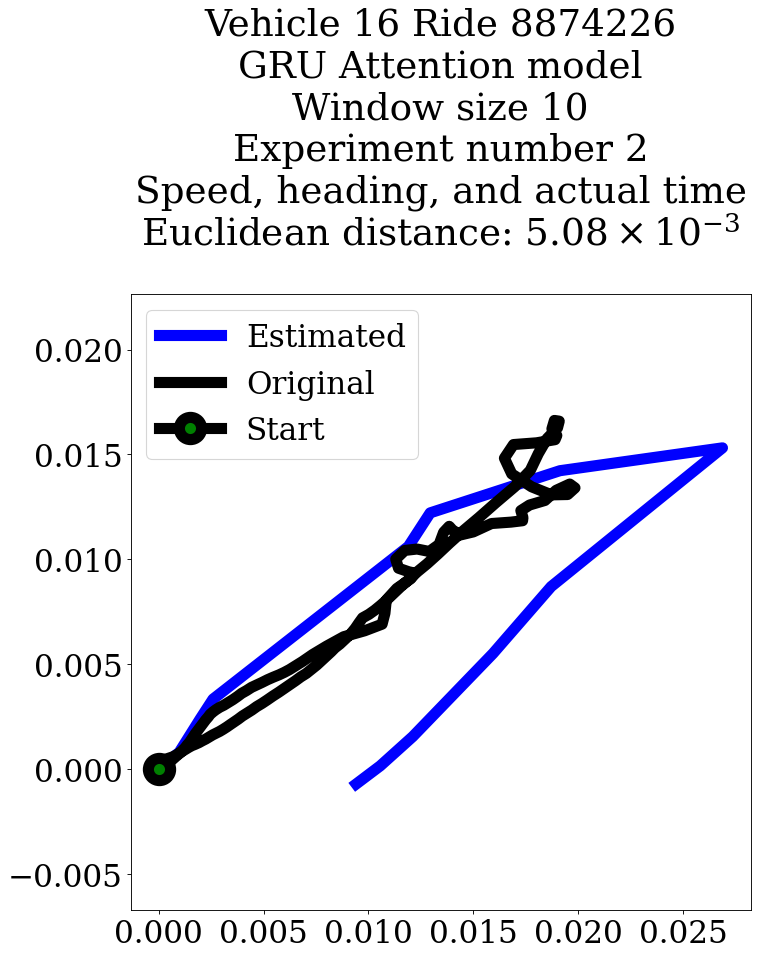 Vehicle 16 Ride 8874226
GRU Attention model
Window size 10
Experiment number 2
Speed, heading, and actual time
Euclidean distance: 5.08 × 10⁻³
Estimated
Original
Start
0.020
0.015
0.010
0.005
0.000
−0.005
0.000 0.005 0.010 0.015 0.020 0.025